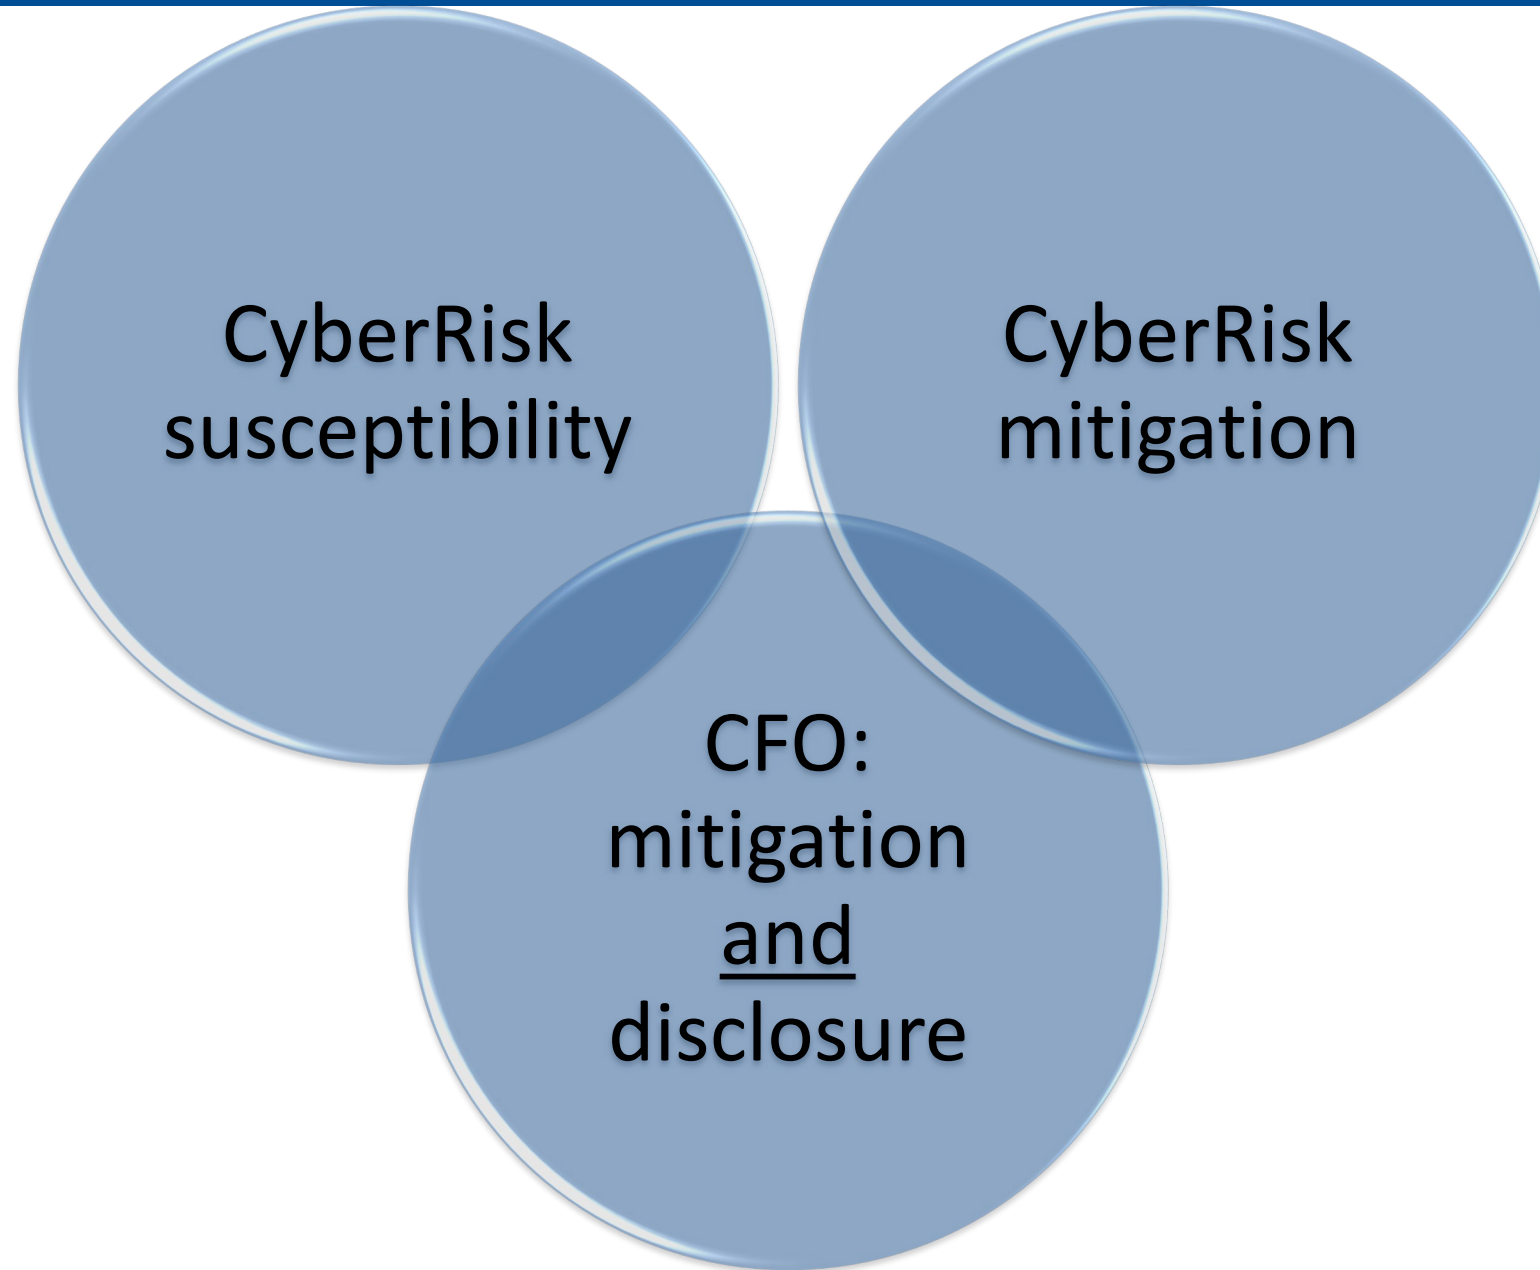 CyberRisk
susceptibility
CyberRisk
mitigation
CFO:
mitigation
and
disclosure